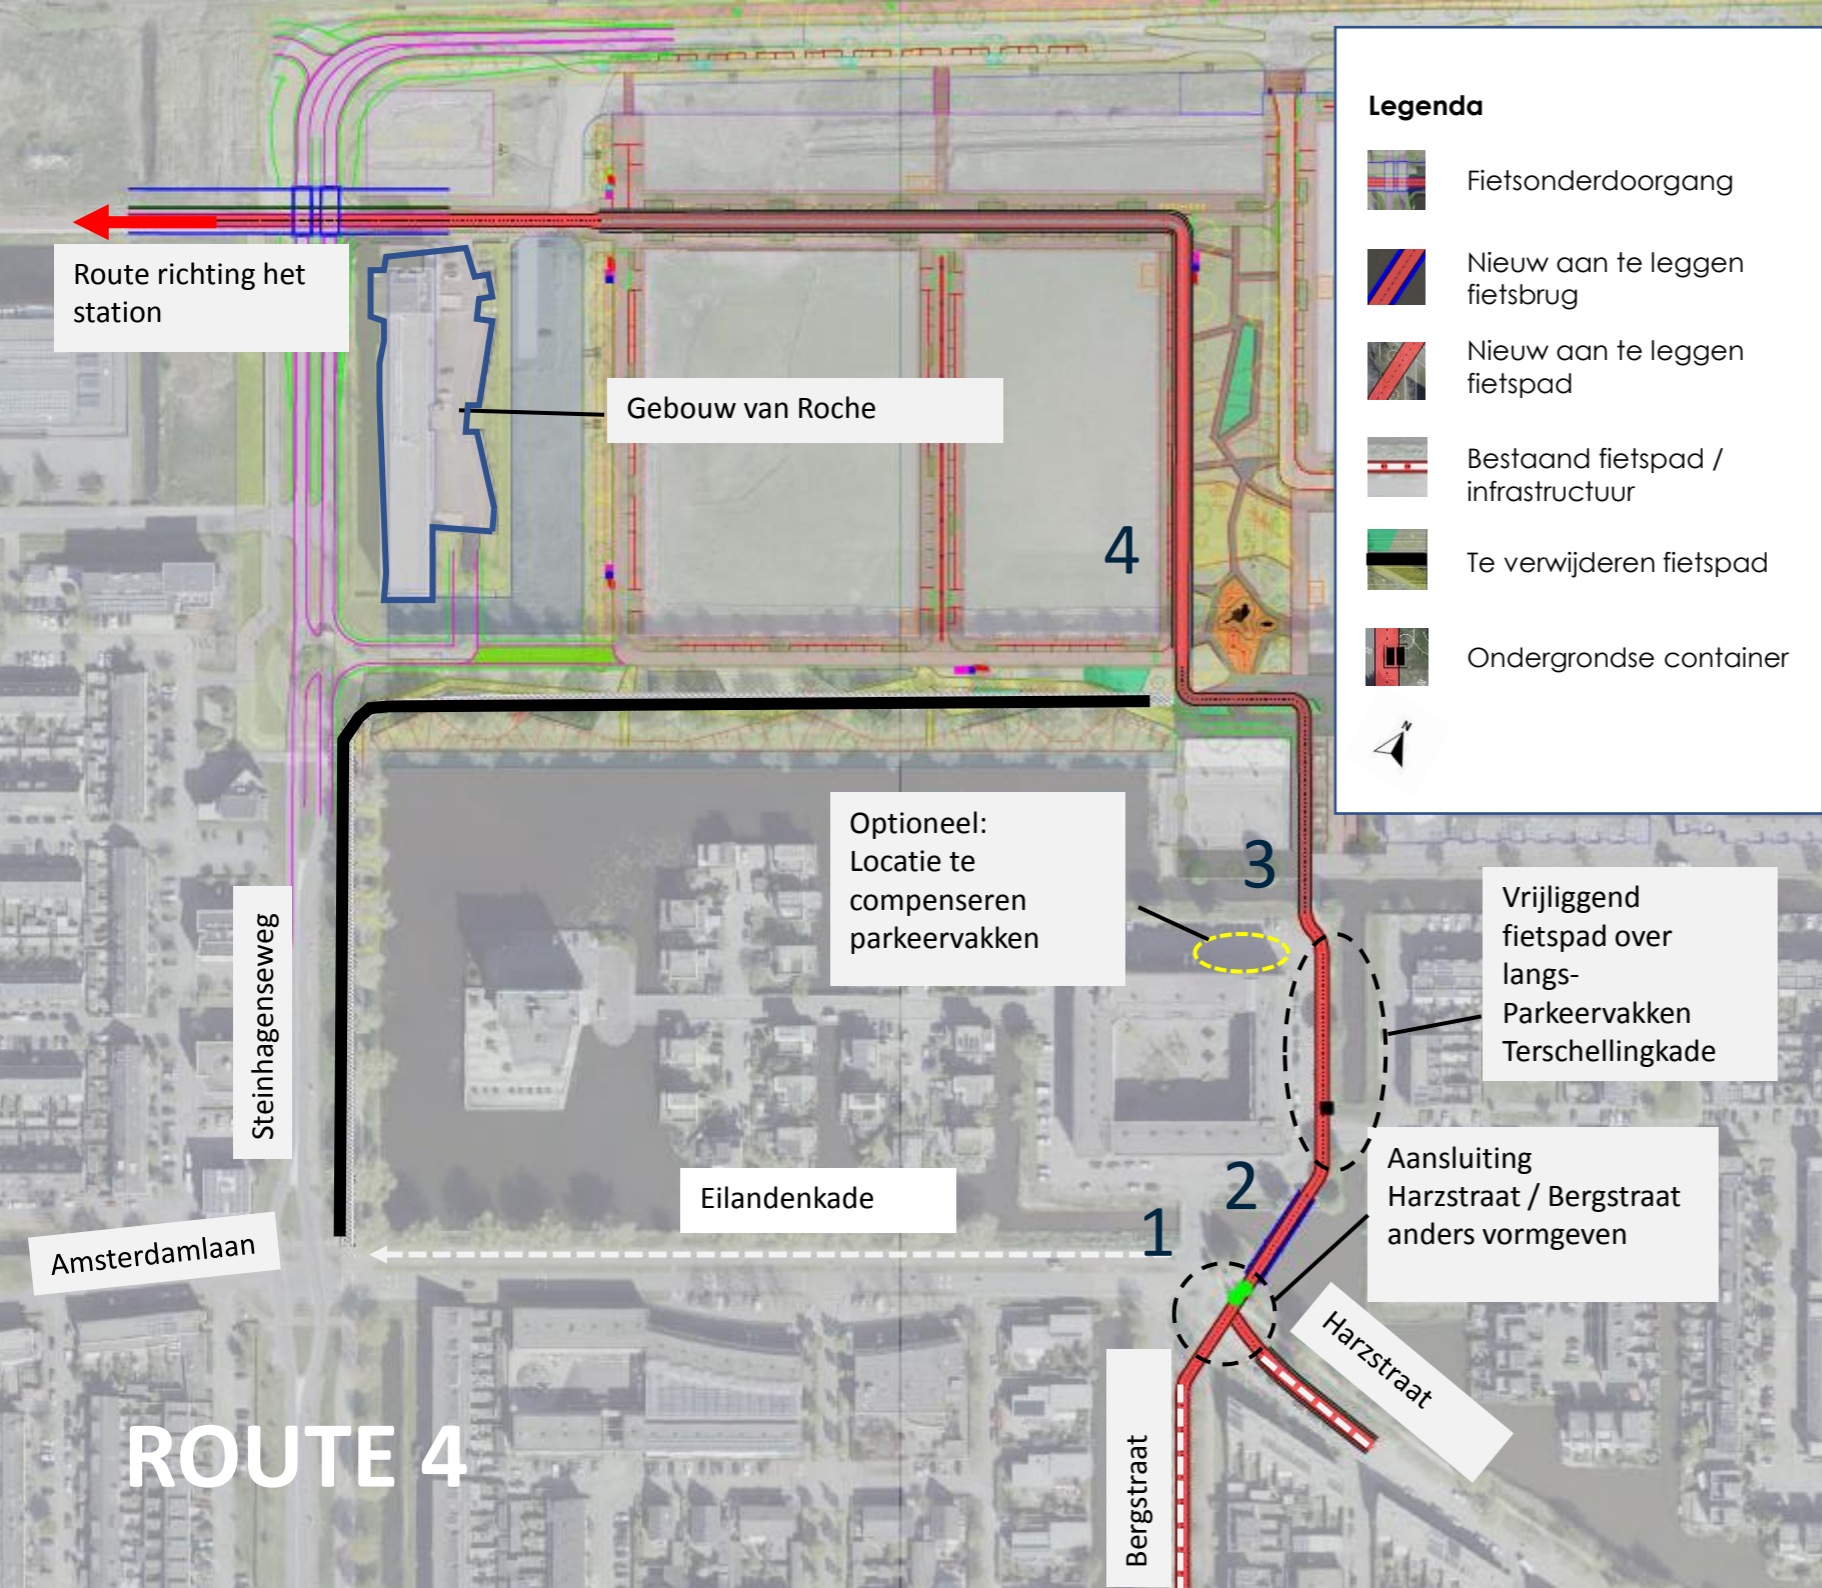 Legenda
Fietsonderdoorgang
Nieuw aan te leggen
fietsbrug
Nieuw aan te leggen
fietspad
Bestaand fietspad /
infrastructuur
Te verwijderen fietspad
Ondergrondse container
N
Route richting het
station
Gebouw van Roche
4
Optioneel:
Locatie te
compenseren
parkeervakken
3
Vrijliggend
fietspad over
langs-
Parkeervakken
Terschellingkade
Steinhagenseweg
Aansluiting
Harzstraat / Bergstraat
anders vormgeven
2
1
Eilandenkade
Amsterdamlaan
Harzstraat
Bergstraat
ROUTE 4